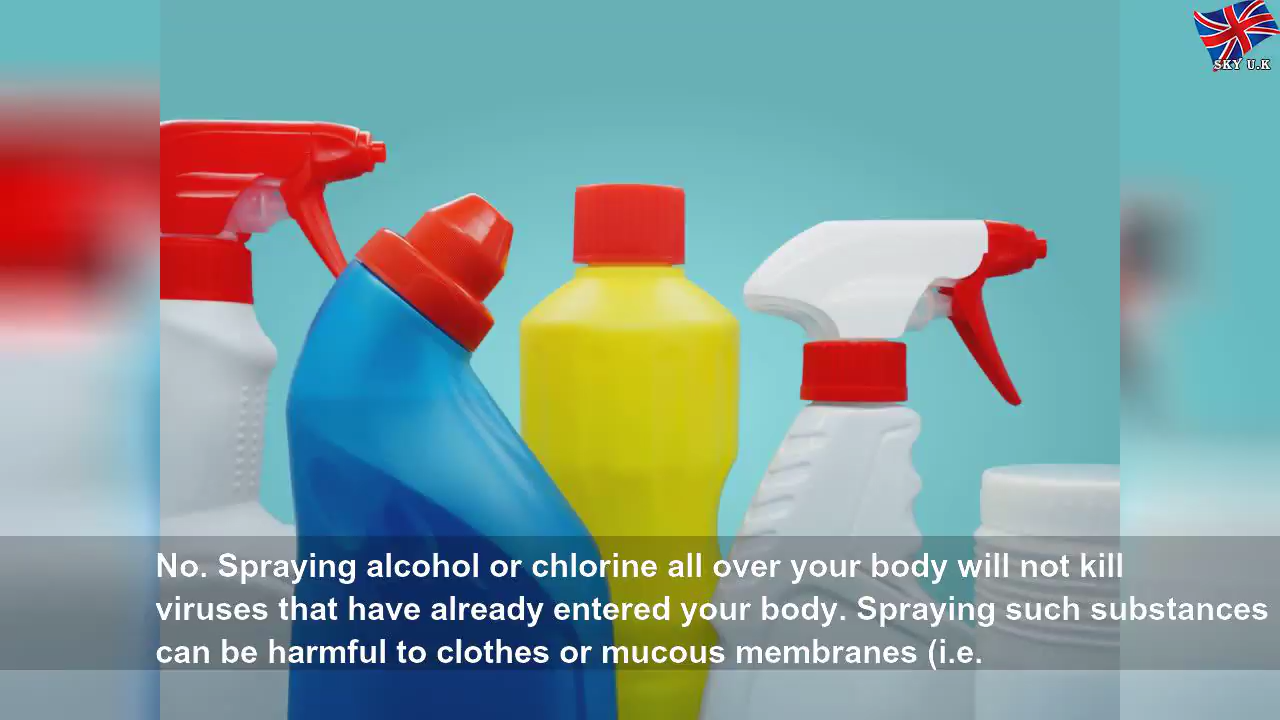 SKY U.K
No. Spraying alcohol or chlorine all over your body will not kill
viruses that have already entered your body. Spraying such substances
can be harmful to clothes or mucous membranes (i.e.